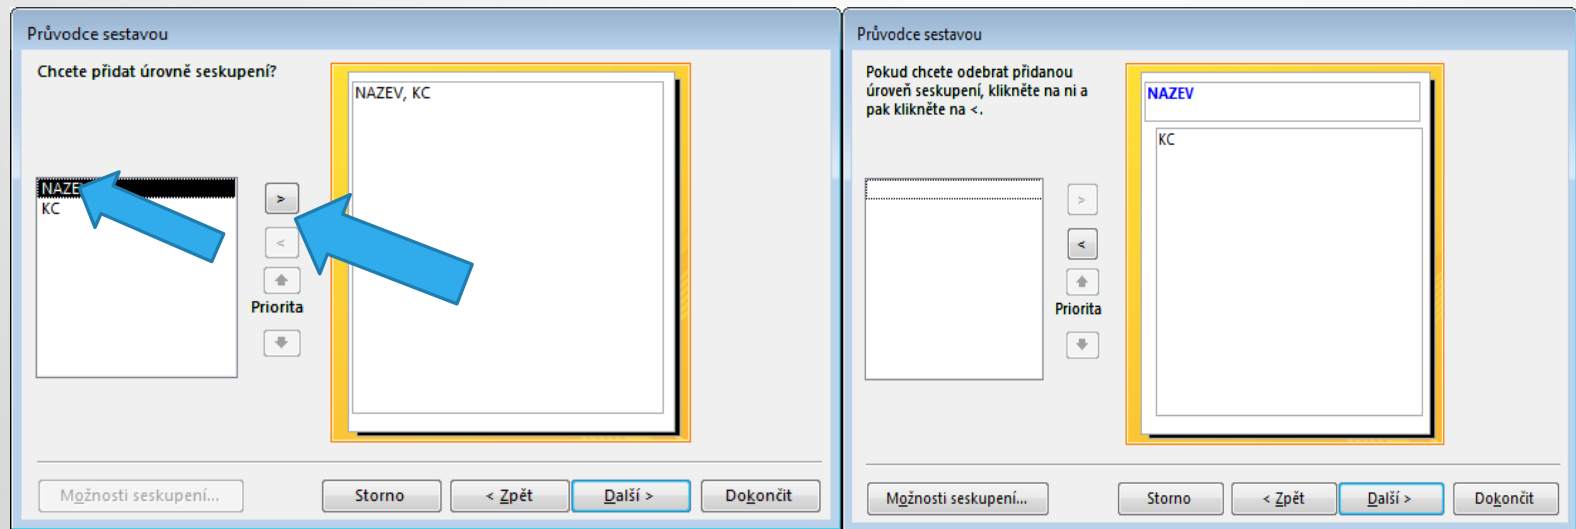 Průvodce sestavou
Chcete přidat úrovně seskupení?
NAZEV, KC
KC
>
<
Priorita
Možnosti seskupení...
Storno
< Zpět
Další >
Dokončit
Průvodce sestavou
Pokud chcete odebrat přidanou
úroveň seskupení, klikněte na ni a
pak klikněte na <.
NAZEV
KC
>
<
Priorita
Možnosti seskupení...
Storno
< Zpět
Další >
Dokončit